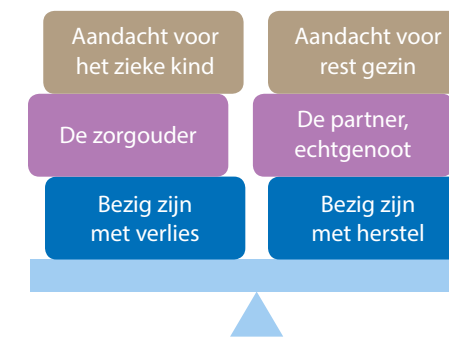 Aandacht voor
het zieke kind
Aandacht voor
rest gezin
De zorgouder
De partner,
echtgenoot
Bezig zijn
met verlies
Bezig zijn
met herstel